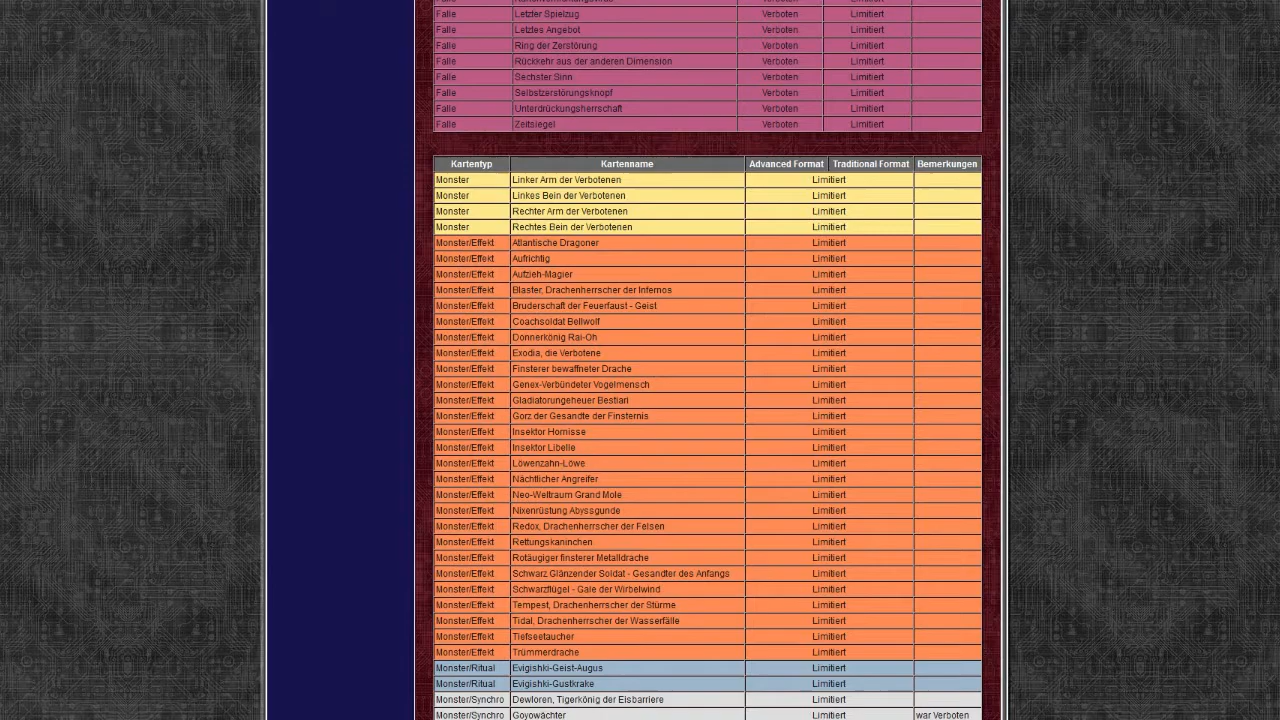 Falle Letzter Spielzug Verboten Limitiert
Falle Letztes Angebot Verboten Limitiert
Falle Ring der Zerstörung Verboten Limitiert
Falle Rückkehr aus der anderen Dimension Verboten Limitiert
Falle Sechster Sinn Verboten Limitiert
Falle Selbstzerstörungsknopf Verboten Limitiert
Falle Unterdrückungsherrschaft Verboten Limitiert
Falle Zeitsiegel Verboten Limitiert
Kartentyp Kartenname Advanced Format Traditional Format Bemerkungen
Monster Linker Arm der Verbotenen Limitiert
Monster Linkes Bein der Verbotenen Limitiert
Monster Rechter Arm der Verbotenen Limitiert
Monster Rechtes Bein der Verbotenen Limitiert
Monster/Effekt Atlantische Dragoner Limitiert
Monster/Effekt Aufrichtig Limitiert
Monster/Effekt Aufzieh-Magier Limitiert
Monster/Effekt Blaster, Drachenherrscher der Infernos Limitiert
Monster/Effekt Bruderschaft der Feuerfaust - Geist Limitiert
Monster/Effekt Coachsoldat Bellwolf Limitiert
Monster/Effekt Donnerkönig Rai-Oh Limitiert
Monster/Effekt Exodia, die Verbotene Limitiert
Monster/Effekt Finsterer bewaffneter Drache Limitiert
Monster/Effekt Genex-Verbündeter Vogelmensch Limitiert
Monster/Effekt Gladiatorungeheuer Bestiari Limitiert
Monster/Effekt Gorz der Gesandte der Finsternis Limitiert
Monster/Effekt Insektor Hornisse Limitiert
Monster/Effekt Insektor Libelle Limitiert
Monster/Effekt Löwenzahn-Löwe Limitiert
Monster/Effekt Nächtlicher Angreifer Limitiert
Monster/Effekt Neo-Weltraum Grand Mole Limitiert
Monster/Effekt Nixenrüstung Abyssgunde Limitiert
Monster/Effekt Redox, Drachenherrscher der Felsen Limitiert
Monster/Effekt Rettungskaninchen Limitiert
Monster/Effekt Rotäugiger finsterer Metalldrache Limitiert
Monster/Effekt Schwarz Glänzender Soldat - Gesandter des Anfangs Limitiert
Monster/Effekt Schwarzflügel - Gale der Wirbelwind Limitiert
Monster/Effekt Tempest, Drachenherrscher der Stürme Limitiert
Monster/Effekt Tidal, Drachenherrscher der Wasserfälle Limitiert
Monster/Effekt Tiefseetaucher Limitiert
Monster/Effekt Trümmerdrache Limitiert
Monster/Ritual Evigishki-Geist-Augus Limitiert
Monster/Ritual Evigishki-Gustkrake Limitiert
Monster/Synchro Dewloren, Tigerkönig der Eisbarriere Limitiert
Monster/Synchro Goyowächter Limitiert war Verboten